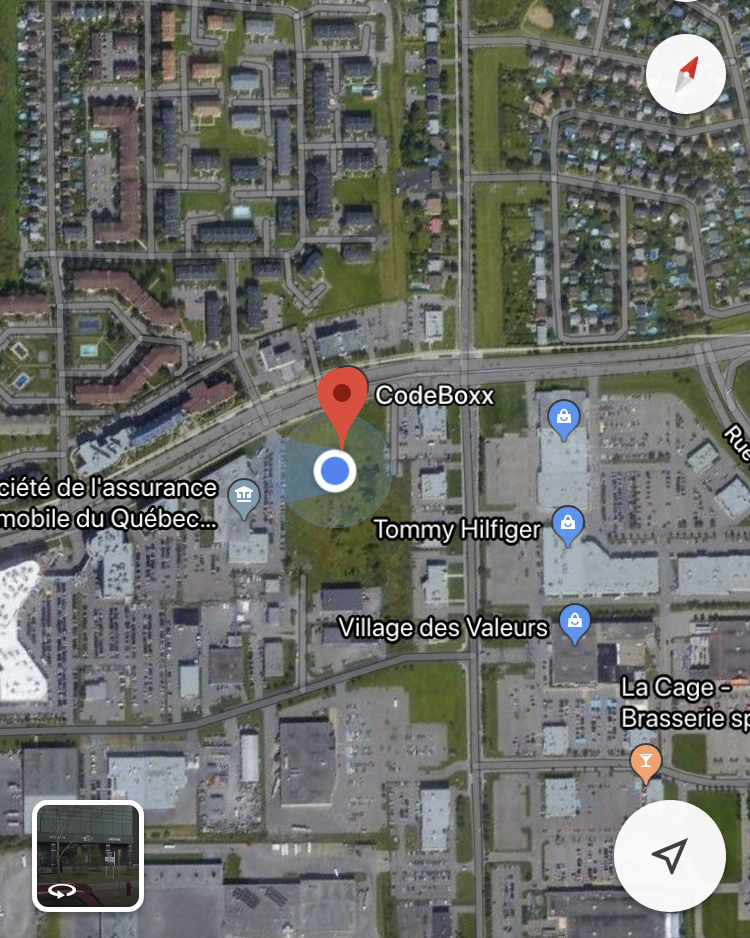 CodeBoxx
Rue
ciété de l'assurance
mobile du Québec...
Tommy Hilfiger
Village des Valeurs
La Cage -
Brasserie sp